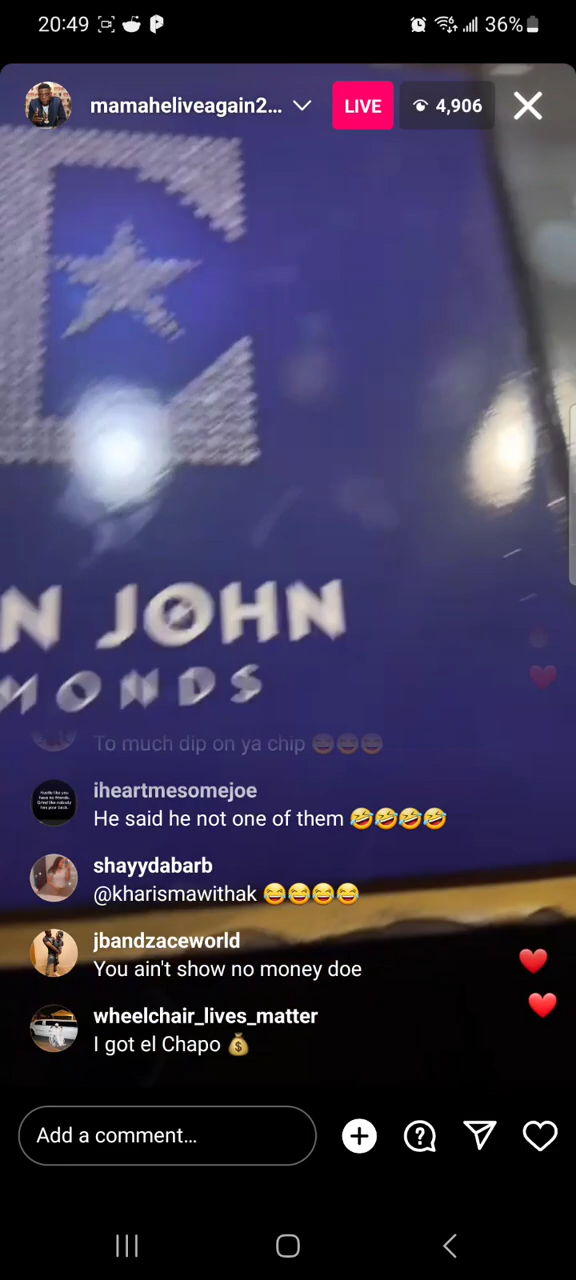 20:49
36%
mamaheliveagain2...
LIVE
4,906
N JOHN
MONDS
To much dip on ya chip 😂😂😂
iheartmesomejoe
He said he not one of them 🤣🤣🤣🤣
shayydabarb
@kharismawithak 😂😂😂😂
jbandzaceworld
You ain't show no money doe
wheelchair_lives_matter
I got el Chapo 💰
Add a comment...